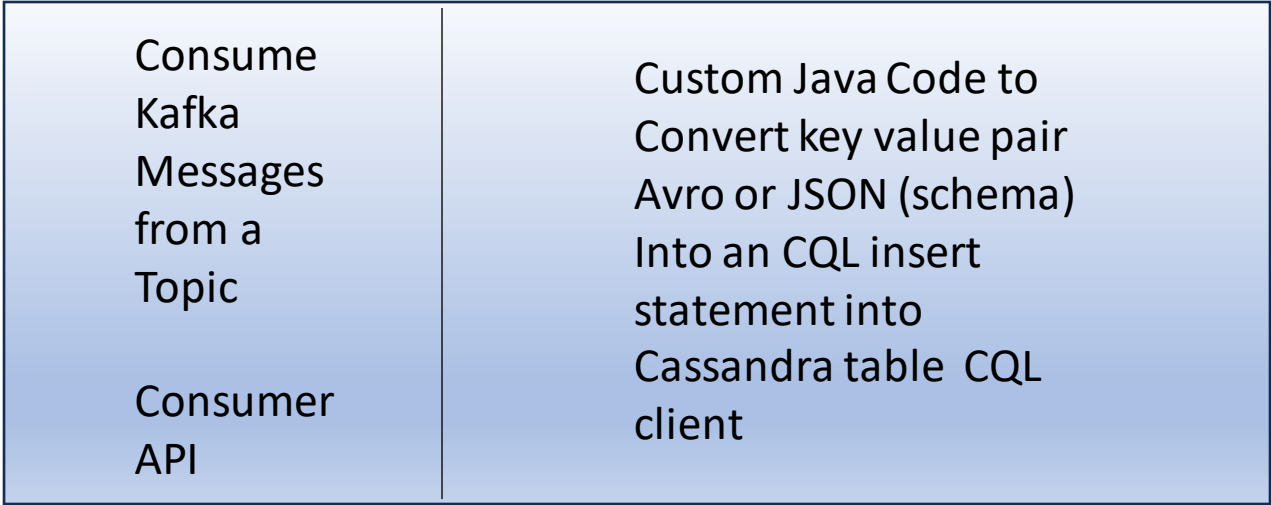 Consume
Kafka
Messages
from a
Topic
Consumer
API
Custom Java Code to
Convert key value pair
Avro or JSON (schema)
Into an CQL insert
statement into
Cassandra table  CQL
client